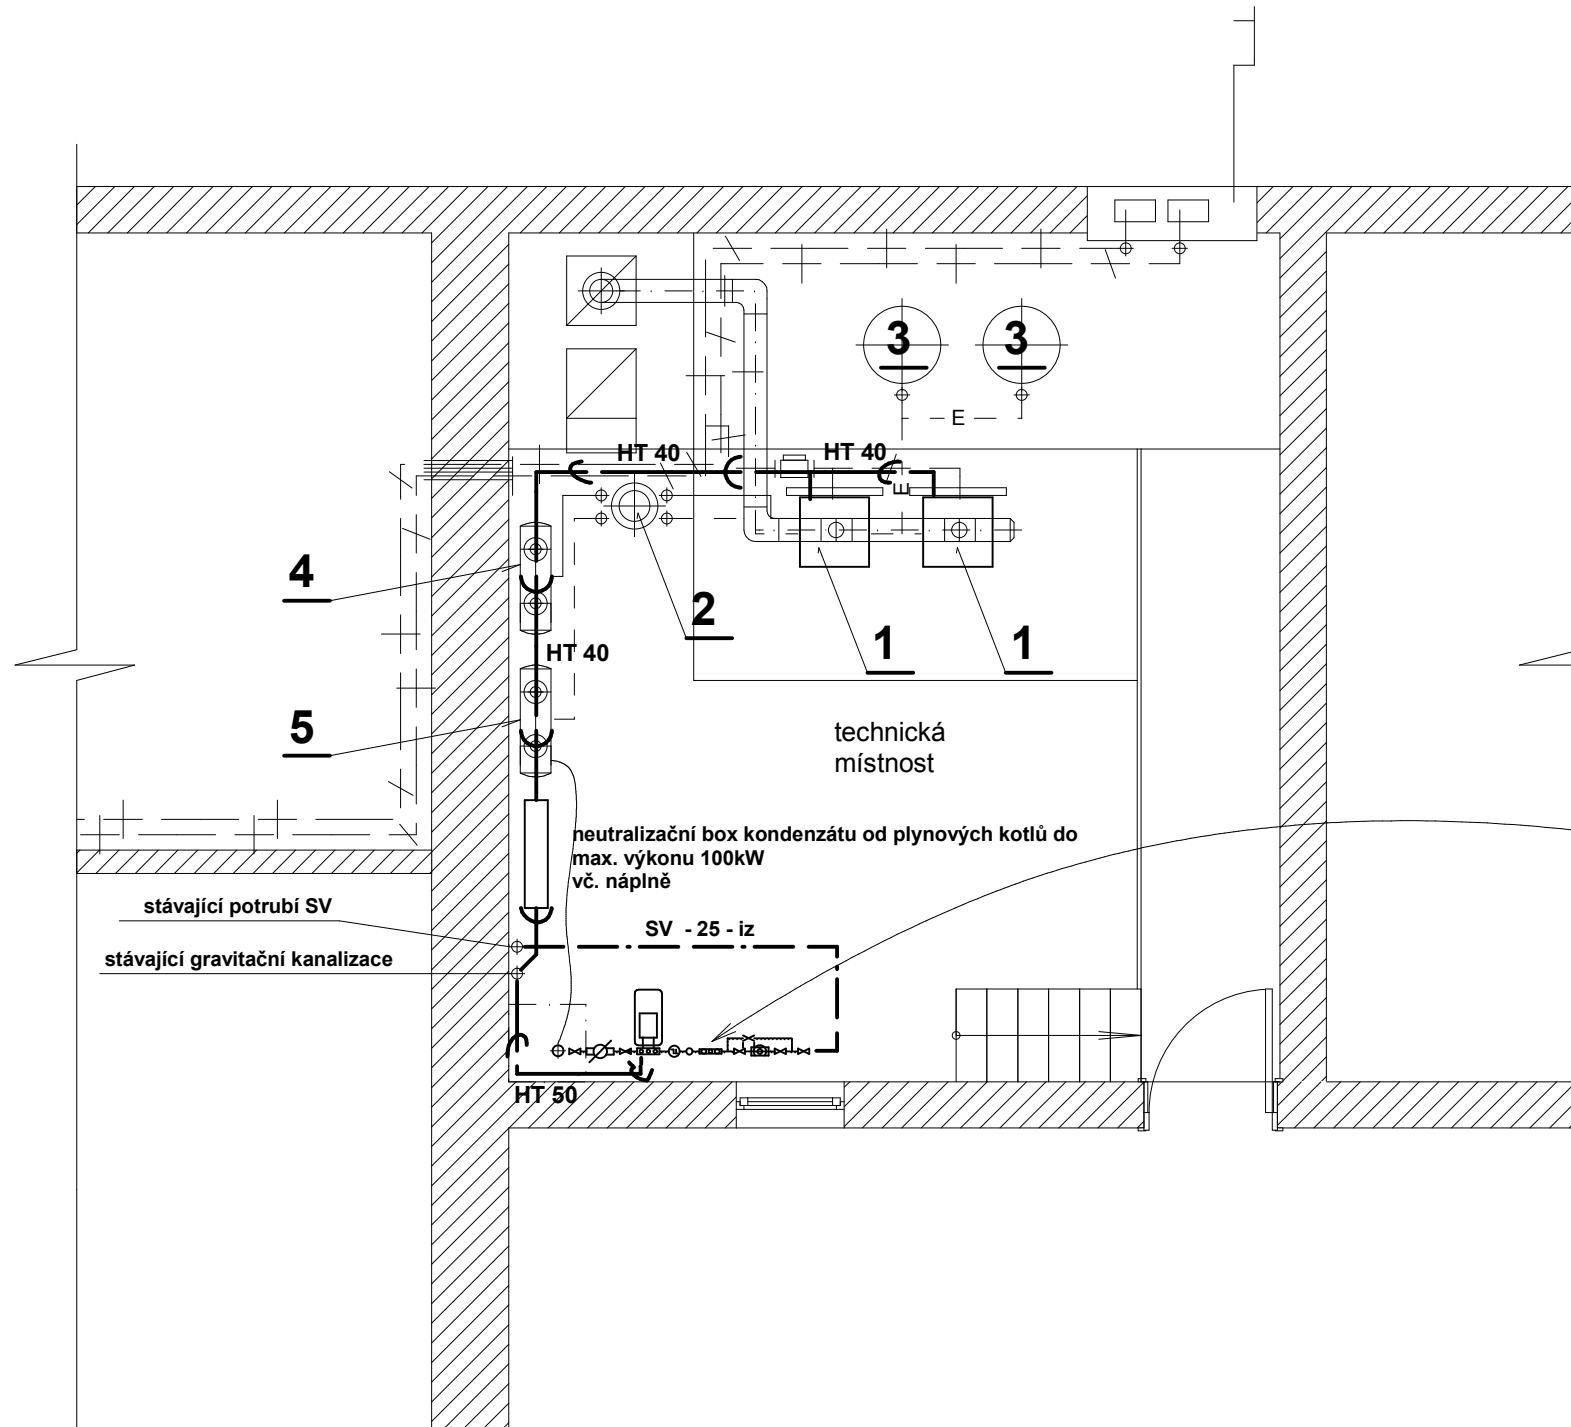 3
3
E
HT 40
HT 40
E
4
2
1
1
HT 40
5
technická
místnost
neutralizační box kondenzátu od plynových kotlů do
max. výkonu 100kW
vč. náplně
stávající potrubí SV
SV - 25 - iz
stávající gravitační kanalizace
HT 50